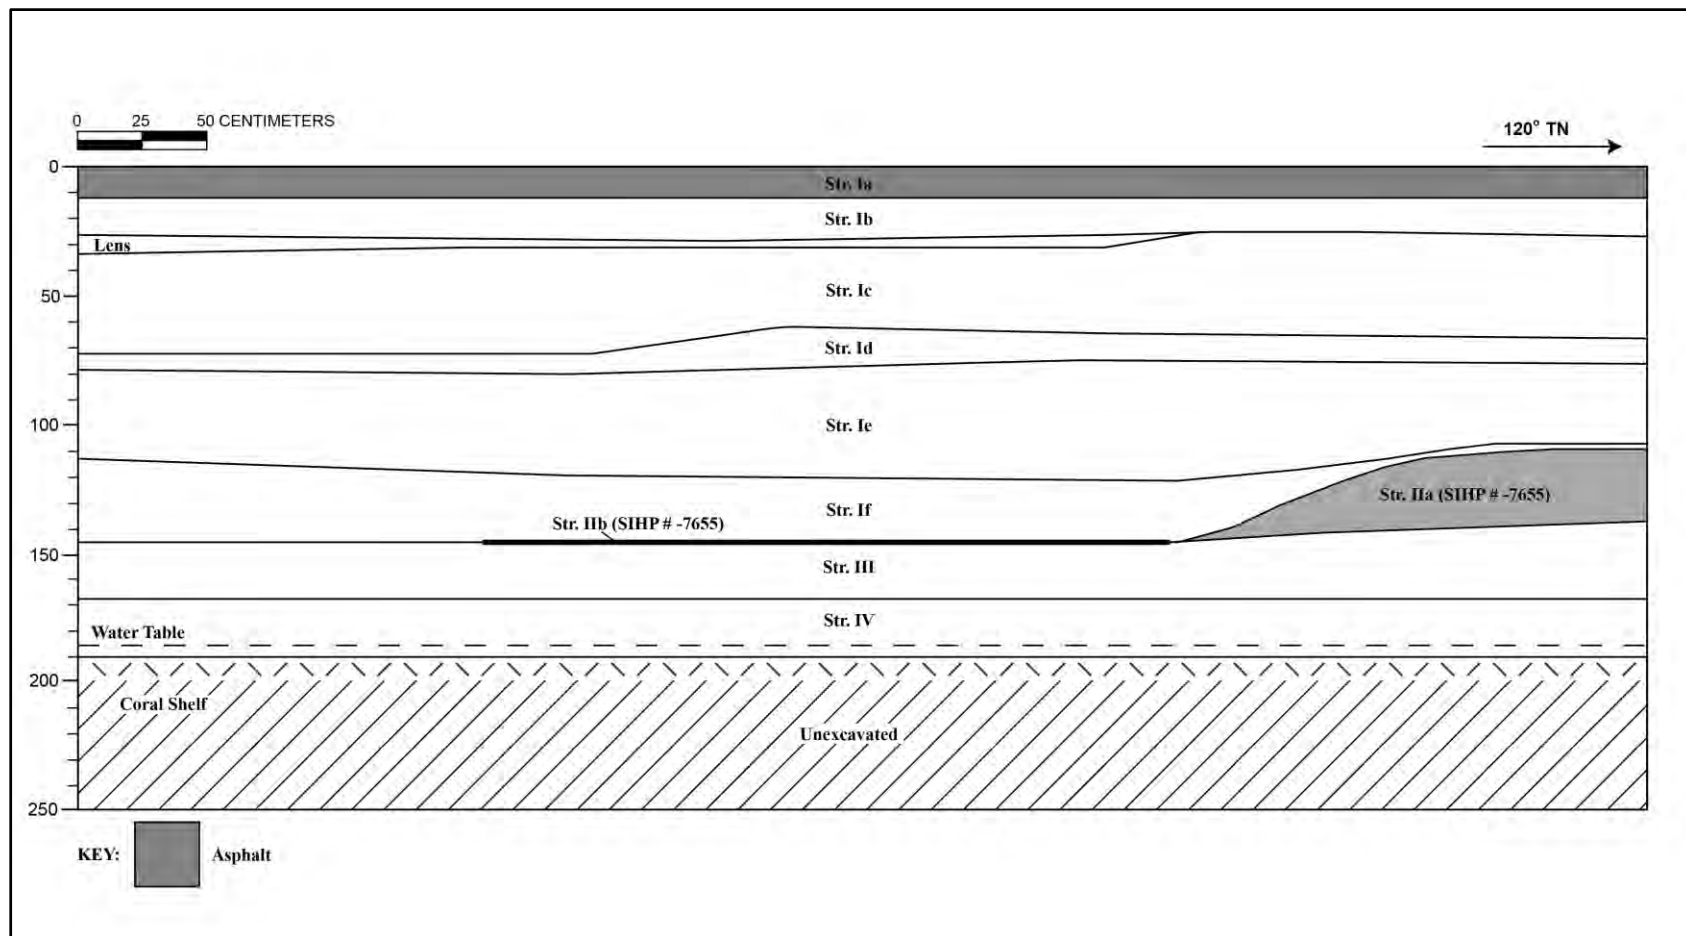 0 25 50 CENTIMETERS
120° TN
0
Str. Ia
Str. Ib
Lens
50
Str. Ic
Str. Id
100
Str. Ie
Str. IIa (SIHP # -7655)
Str. If
Str. IIb (SIHP # -7655)
150
Str. III
Str. IV
Water Table
200
Coral Shelf
Unexcavated
250
KEY: Asphalt